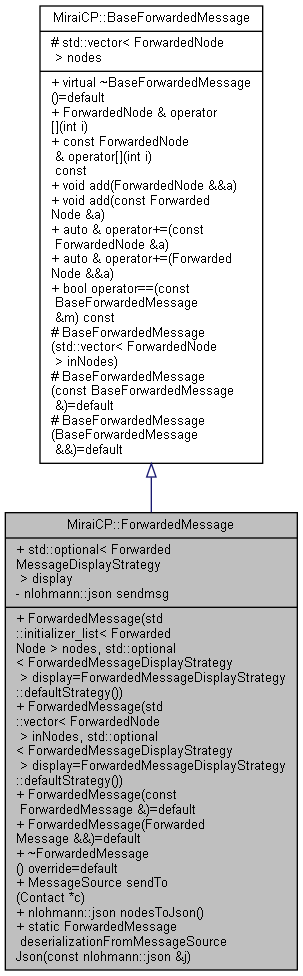 MiraiCP::BaseForwardedMessage
# std::vector< ForwardedNode
> nodes
+ virtual ~BaseForwardedMessage
()=default
+ ForwardedNode & operator
[](int i)
+ const ForwardedNode
& operator[](int i)
const
+ void add(ForwardedNode &&a)
+ void add(const Forwarded
Node &a)
+ auto & operator+=(const
ForwardedNode &a)
+ auto & operator+=(Forwarded
Node &&a)
+ bool operator==(const
BaseForwardedMessage
&m) const
# BaseForwardedMessage
(std::vector< ForwardedNode
> inNodes)
# BaseForwardedMessage
(const BaseForwardedMessage
&)=default
# BaseForwardedMessage
(BaseForwardedMessage
&&)=default
MiraiCP::ForwardedMessage
+ std::optional< Forwarded
MessageDisplayStrategy
> display
- nlohmann::json sendmsg
+ ForwardedMessage(std
::initializer_list< Forwarded
Node > nodes, std::optional
< ForwardedMessageDisplayStrategy
> display=ForwardedMessageDisplayStrategy
::defaultStrategy())
+ ForwardedMessage(std
::vector< ForwardedNode
> inNodes, std::optional
< ForwardedMessageDisplayStrategy
> display=ForwardedMessageDisplayStrategy
::defaultStrategy())
+ ForwardedMessage(const
ForwardedMessage &)=default
+ ForwardedMessage(Forwarded
Message &&)=default
+ ~ForwardedMessage
() override=default
+ MessageSource sendTo
(Contact *c)
+ nlohmann::json nodesToJson()
+ static ForwardedMessage
deserializationFromMessageSource
Json(const nlohmann::json &j)